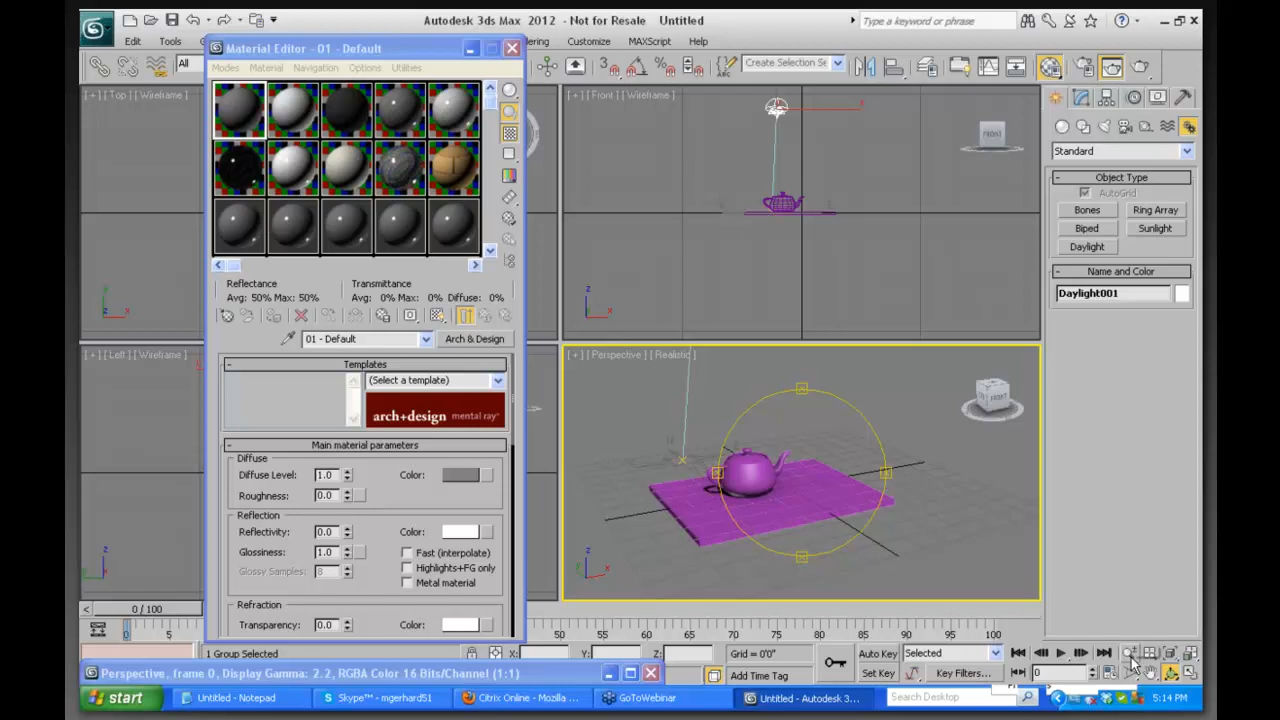 Autodesk 3ds Max 2012 - Not for Resale Untitled
Type a keyword or phrase
Edit Tools Customize MAXScript Help
Material Editor - 01 - Default
Modes Material Navigation Options Utilities
All
Create Selection Se
[ + ] [ Top ] [ Wireframe ]
[ + ] [ Front ] [ Wireframe ]
FRONT
Standard
Object Type
AutoGrid
Bones Ring Array
Biped Sunlight
Daylight
Name and Color
Daylight001
Reflectance Transmittance
Avg: 50% Max: 50% Avg: 0% Max: 0% Diffuse: 0%
01 - Default Arch & Design
[ + ] [ Left ] [ Wireframe ]
[ + ] [ Perspective ] [ Realistic ]
FRONT
Templates
(Select a template)
arch+design mental ray
Main material parameters
Diffuse
Diffuse Level: 1.0 Color:
Roughness: 0.0
Reflection
Reflectivity: 0.0 Color:
Glossiness: 1.0 Fast (interpolate)
Glossy Samples: 8 Highlights+FG only
Metal material
Refraction
Transparency: 0.0 Color:
0 / 100
0 5 50 55 60 65 70 75 80 85 90 95 100
1 Group Selected X: Y: Z: Grid = 0'0" Auto Key Selected
Perspective, frame 0, Display Gamma: 2.2, RGBA Color 16 Bits/Channel (1:1)
Add Time Tag Set Key Key Filters... 0
start Untitled - Notepad Skype™ - mgerhard51 Citrix Online - Mozilla ... GoToWebinar Untitled - Autodesk 3... Search Desktop 5:14 PM